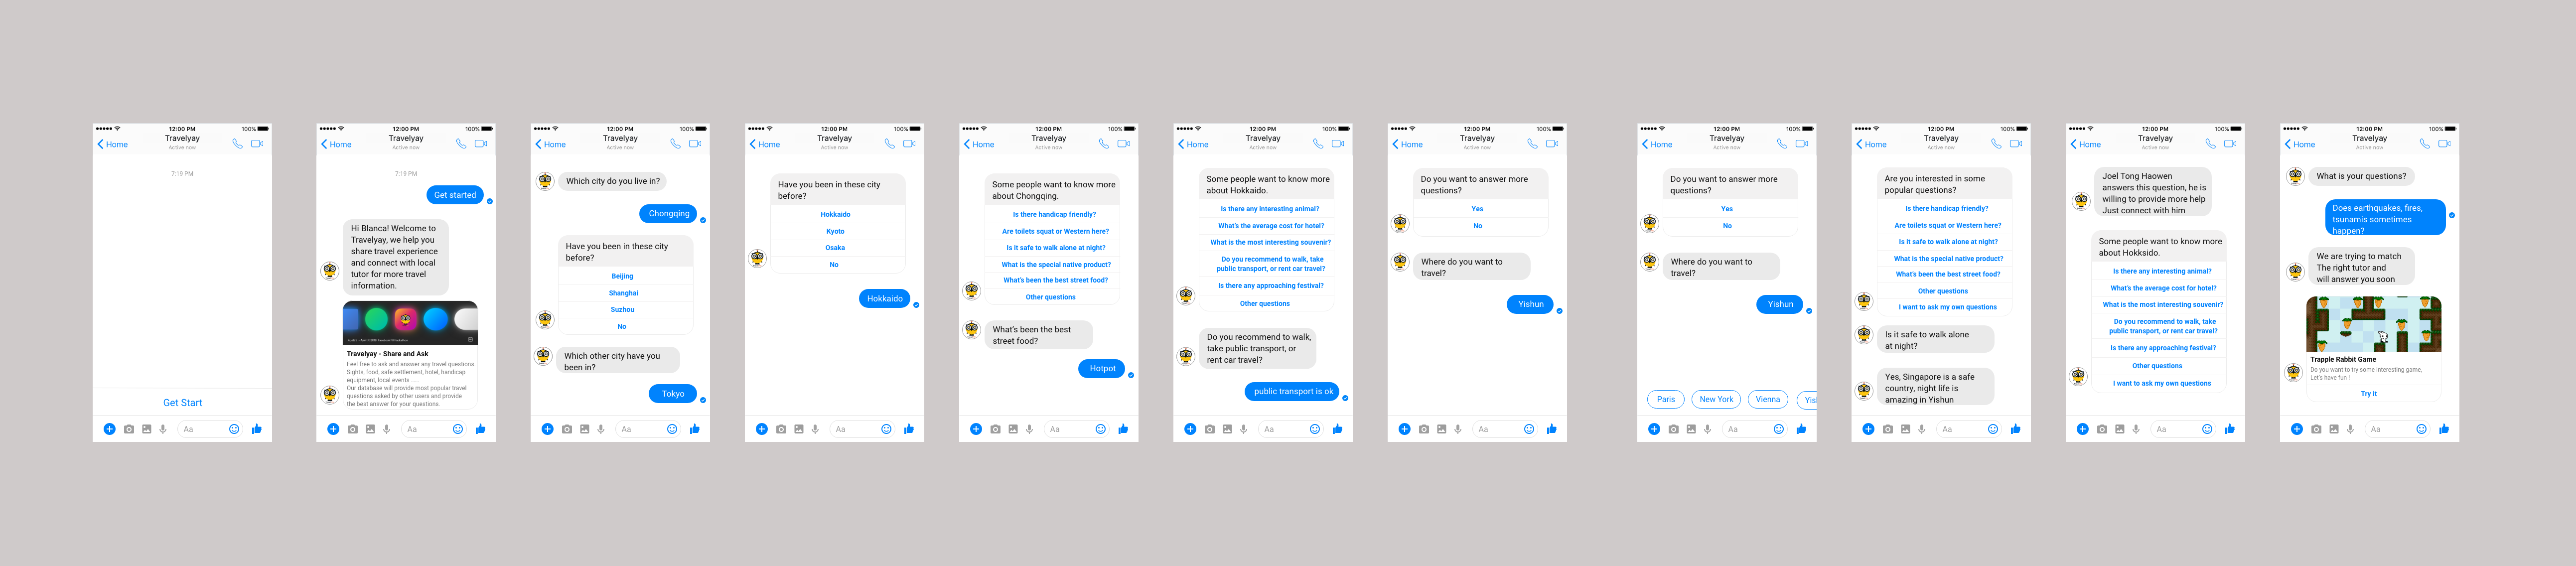 12:00 PM
100%
Home
Travelyay
Active now
7:19 PM
Get Start
Aa
12:00 PM
100%
Home
Travelyay
Active now
7:19 PM
Get started
Hi Blanca! Welcome to
Travelyay, we help you
share travel experience
and connect with local
tutor for more travel
information.
Travelyay - Share and Ask
Feel free to ask and answer any travel questions.
Sights, food, safe settlement, hotel, handicap
equipment, local events .....
Our database will provide most popular travel
questions asked by other users and provide
the best answer for your questions.
Aa
12:00 PM
100%
Home
Travelyay
Active now
Which city do you live in?
Chongqing
Have you been in these city
before?
Beijing
Shanghai
Suzhou
No
Which other city have you
been in?
Tokyo
Aa
12:00 PM
100%
Home
Travelyay
Active now
Have you been in these city
before?
Hokkaido
Kyoto
Osaka
No
Hokkaido
Aa
12:00 PM
100%
Home
Travelyay
Active now
Some people want to know more
about Chongqing.
Is there handicap friendly?
Are toilets squat or Western here?
Is it safe to walk alone at night?
What is the special native product?
What's been the best street food?
Other questions
What's been the best
street food?
Hotpot
Aa
12:00 PM
100%
Home
Travelyay
Active now
Some people want to know more
about Hokkaido.
Is there any interesting animal?
What's the average cost for hotel?
What is the most interesting souvenir?
Do you recommend to walk, take
public transport, or rent car travel?
Is there any approaching festival?
Other questions
Do you recommend to walk,
take public transport, or
rent car travel?
public transport is ok
Aa
12:00 PM
100%
Home
Travelyay
Active now
Do you want to answer more
questions?
Yes
No
Where do you want to
travel?
Yishun
Aa
12:00 PM
100%
Home
Travelyay
Active now
Do you want to answer more
questions?
Yes
No
Where do you want to
travel?
Yishun
Paris
New York
Vienna
Yis
Aa
12:00 PM
100%
Home
Travelyay
Active now
Are you interested in some
popular questions?
Is there handicap friendly?
Are toilets squat or Western here?
Is it safe to walk alone at night?
What is the special native product?
What's been the best street food?
Other questions
I want to ask my own questions
Is it safe to walk alone
at night?
Yes, Singapore is a safe
country, night life is
amazing in Yishun
Aa
12:00 PM
100%
Home
Travelyay
Active now
Joel Tong Haowen
answers this question, he is
willing to provide more help
Just connect with him
Some people want to know more
about Hokksido.
Is there any interesting animal?
What's the average cost for hotel?
What is the most interesting souvenir?
Do you recommend to walk, take
public transport, or rent car travel?
Is there any approaching festival?
Other questions
I want to ask my own questions
Aa
12:00 PM
100%
Home
Travelyay
Active now
What is your questions?
Does earthquakes, fires,
tsunamis sometimes
happen?
We are trying to match
The right tutor and
will answer you soon
Trapple Rabbit Game
Do you want to try some interesting game,
Let's have fun !
Try it
Aa